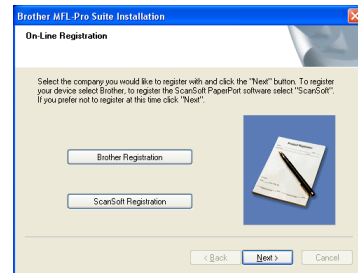 Brother MFL-Pro Suite Installation
On-Line Registration
Select the company you would like to register with and click the "Next" button. To register
your device select Brother, to register the ScanSoft PaperPort software select "ScanSoft".
If you prefer not to register at this time click "Next".
Brother Registration
ScanSoft Registration
< Back
Next >
Cancel